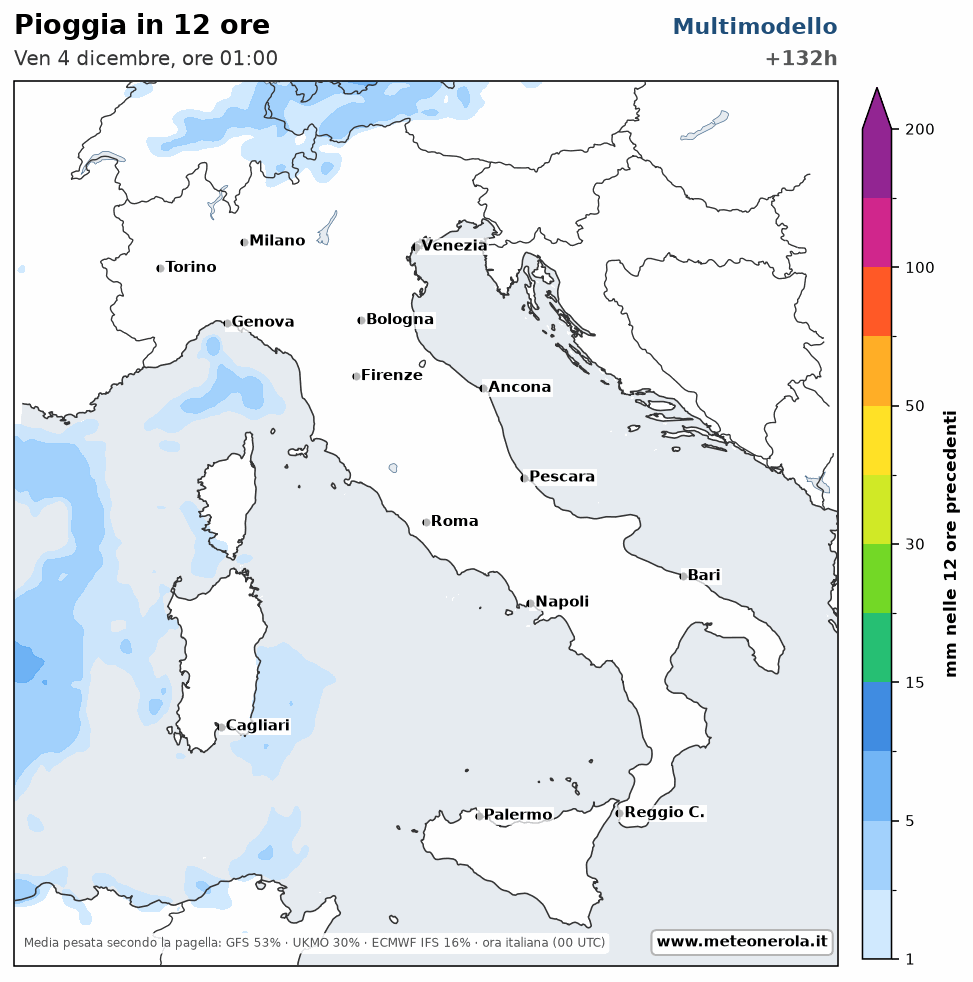 Pioggia in 12 ore
Multimodello
Ven 4 dicembre, ore 01:00
+132h
200
100
50
30
15
5
1
mm nelle 12 ore precedenti
Milano
Venezia
Torino
Genova
Bologna
Firenze
Ancona
Pescara
Roma
Bari
Napoli
Cagliari
Palermo
Reggio C.
Media pesata secondo la pagella: GFS 53% · UKMO 30% · ECMWF IFS 16% · ora italiana (00 UTC)
www.meteonerola.it